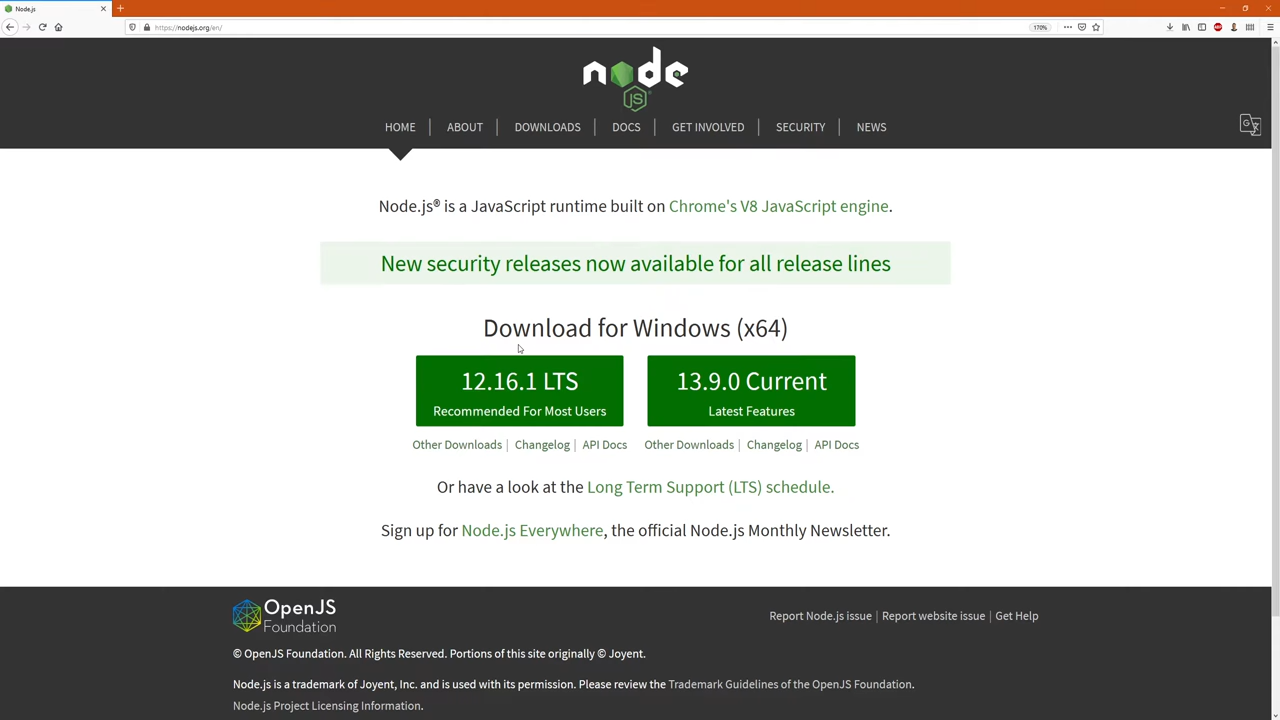 Node.js
https://nodejs.org/en/
170%
node
JS
HOME
ABOUT
DOWNLOADS
DOCS
GET INVOLVED
SECURITY
NEWS
Node.js® is a JavaScript runtime built on Chrome's V8 JavaScript engine.
New security releases now available for all release lines
Download for Windows (x64)
12.16.1 LTS
Recommended For Most Users
13.9.0 Current
Latest Features
Other Downloads | Changelog | API Docs
Other Downloads | Changelog | API Docs
Or have a look at the Long Term Support (LTS) schedule.
Sign up for Node.js Everywhere, the official Node.js Monthly Newsletter.
OpenJS
Foundation
Report Node.js issue | Report website issue | Get Help
© OpenJS Foundation. All Rights Reserved. Portions of this site originally © Joyent.
Node.js is a trademark of Joyent, Inc. and is used with its permission. Please review the Trademark Guidelines of the OpenJS Foundation.
Node.js Project Licensing Information.